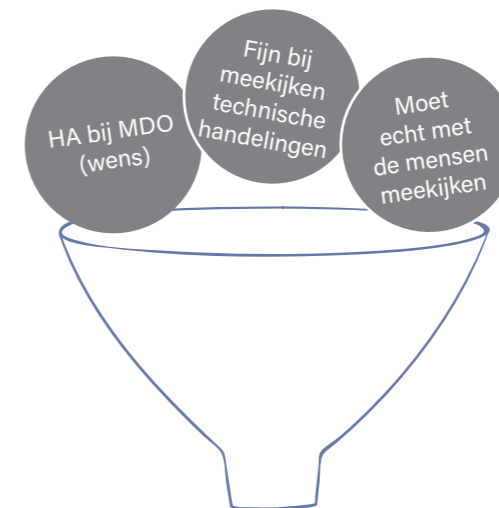 HA bij MDO
(wens)
Fijn bij
meekijken
technische
handelingen
Moet
echt met
de mensen
meekijken